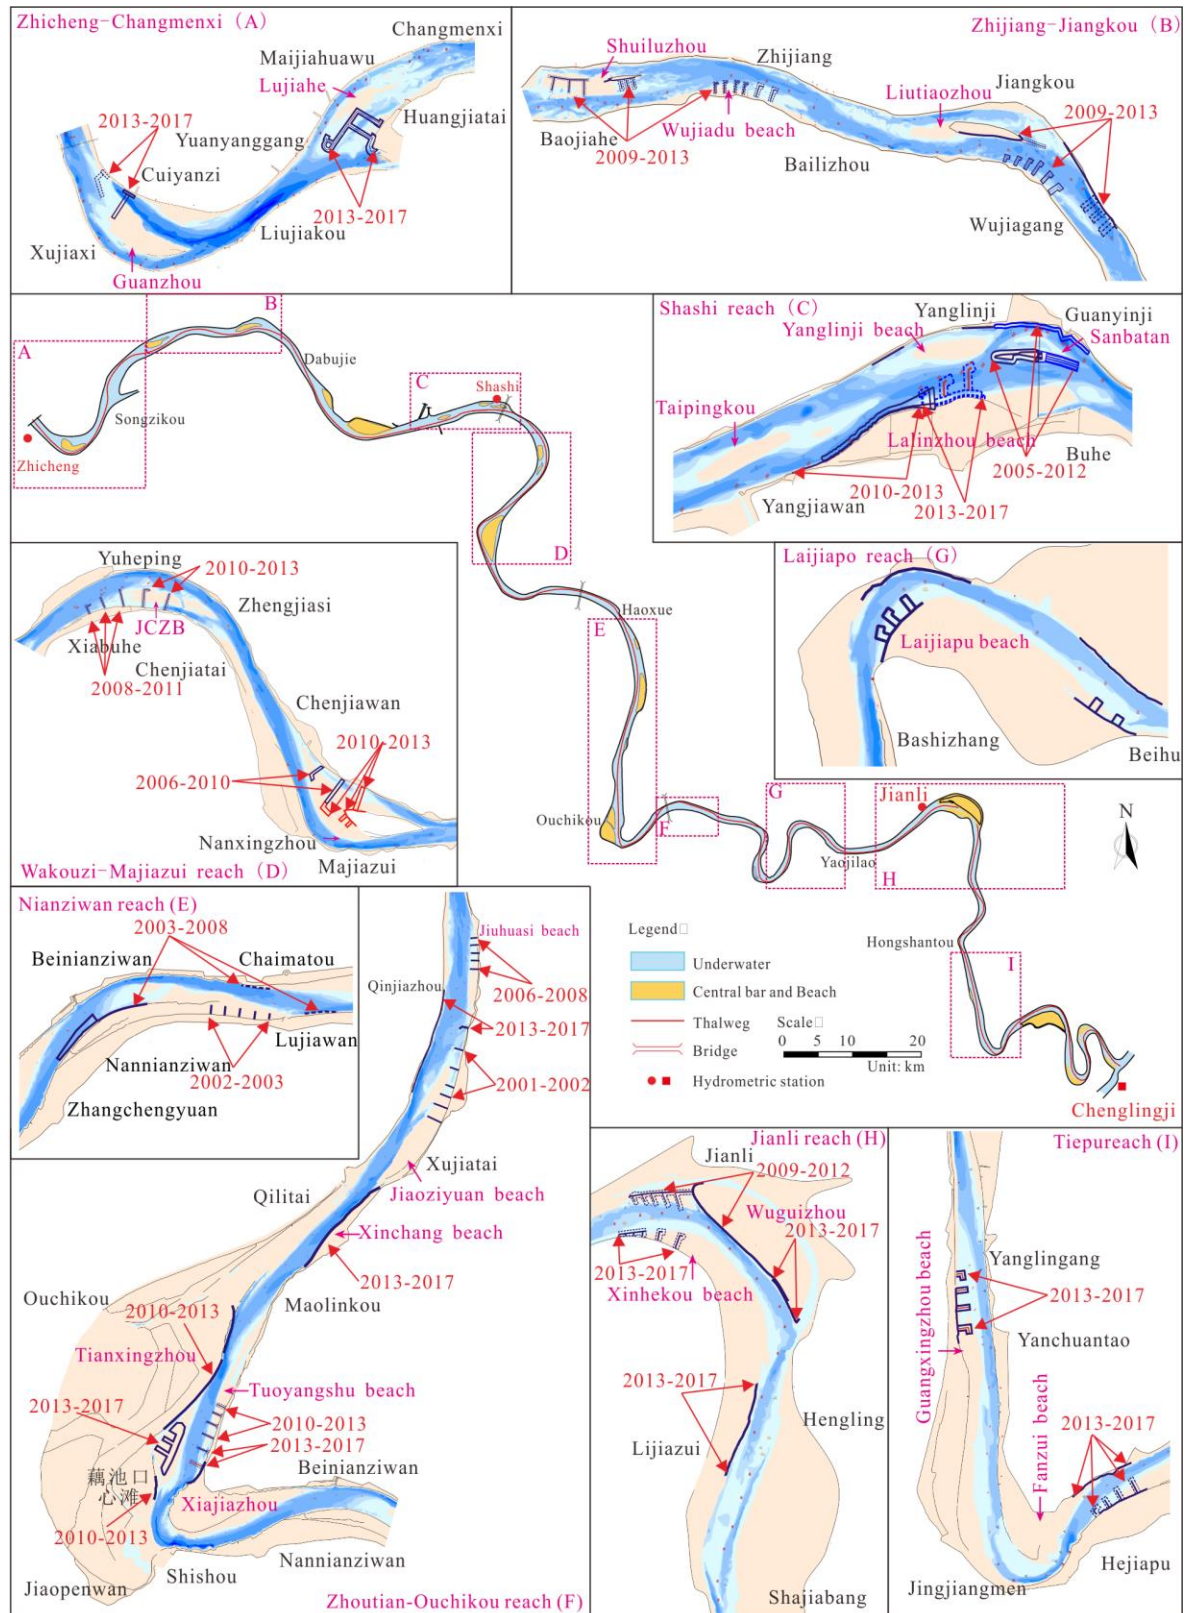 Zhicheng-Changmenxi (A)
Changmenxi
Maijiahuawu
Lujiahe
2013-2017
Huangjiatai
Yuanyanggang
Cuiyanzi
2013-2017
Liujiakou
Xujiaxi
Guanzhou
Zhijiang-Jiangkou (B)
Shuiluzhou
Zhijiang
Jiangkou
Liutiaozhou
2009-2013
Baojiahe
Wujiadu beach
2009-2013
Bailizhou
Wujiagang
B
A
Dabujie
C
Shashi
Songzikou
Zhicheng
D
Shashi reach (C)
Yanglinji
Guanyinji
Yanglinji beach
Sanbatan
Taipingkou
Lalinzhou beach
Buhe
2005-2012
2010-2013
2013-2017
Yangjiawan
Yuheping
2010-2013
Zhengjiasi
JCZB
Xiabuhe
Chenjiatai
2008-2011
Chenjiawan
2010-2013
2006-2010
Nanxingzhou
Majiazui
Wakouzi-Majiazui reach (D)
Haoxue
E
Laijiapo reach (G)
Laijiapu beach
Bashizhang
Beihu
Ouchikou
F
G
Jianli
Yaojilao
H
N
Hongshantou
I
Chenglingji
Legend
Underwater
Central bar and Beach
Thalweg
Bridge
Hydrometric station
Scale
0 5 10 20
Unit: km
Nianziwan reach (E)
2003-2008
Beinianziwan
Chaimatou
Lujiawan
Nannianziwan
2002-2003
Zhangchengyuan
Jiuhuasi beach
Qinjiazhou
2006-2008
2013-2017
2001-2002
Xujiatai
Qilitai
Jiaoziyuan beach
Xinchang beach
2013-2017
Ouchikou
2010-2013
Maolinkou
Tianxingzhou
Tuoyangshu beach
2013-2017
2010-2013
2013-2017
Beinianziwan
藕池口
心滩
Xiajiazhou
2010-2013
Nannianziwan
Shishou
Jiaopenwan
Zhoutian-Ouchikou reach (F)
Jianli reach (H)
Jianli
2009-2012
Wuguizhou
2013-2017
2013-2017
Xinhekou beach
2013-2017
Hengling
Lijiazui
Shajiabang
Tiepureach (I)
Guangxingzhou beach
Yanglingang
2013-2017
Yanchuantao
Fanzui beach
2013-2017
Hejiapu
Jingjiangmen